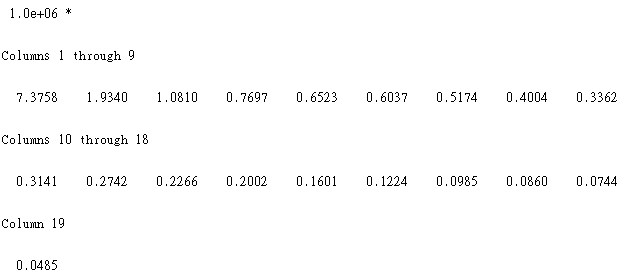 1.0e+06 *
Columns 1 through 9
7.3758 1.9340 1.0810 0.7697 0.6523 0.6037 0.5174 0.4004 0.3362
Columns 10 through 18
0.3141 0.2742 0.2266 0.2002 0.1601 0.1224 0.0985 0.0860 0.0744
Column 19
0.0485